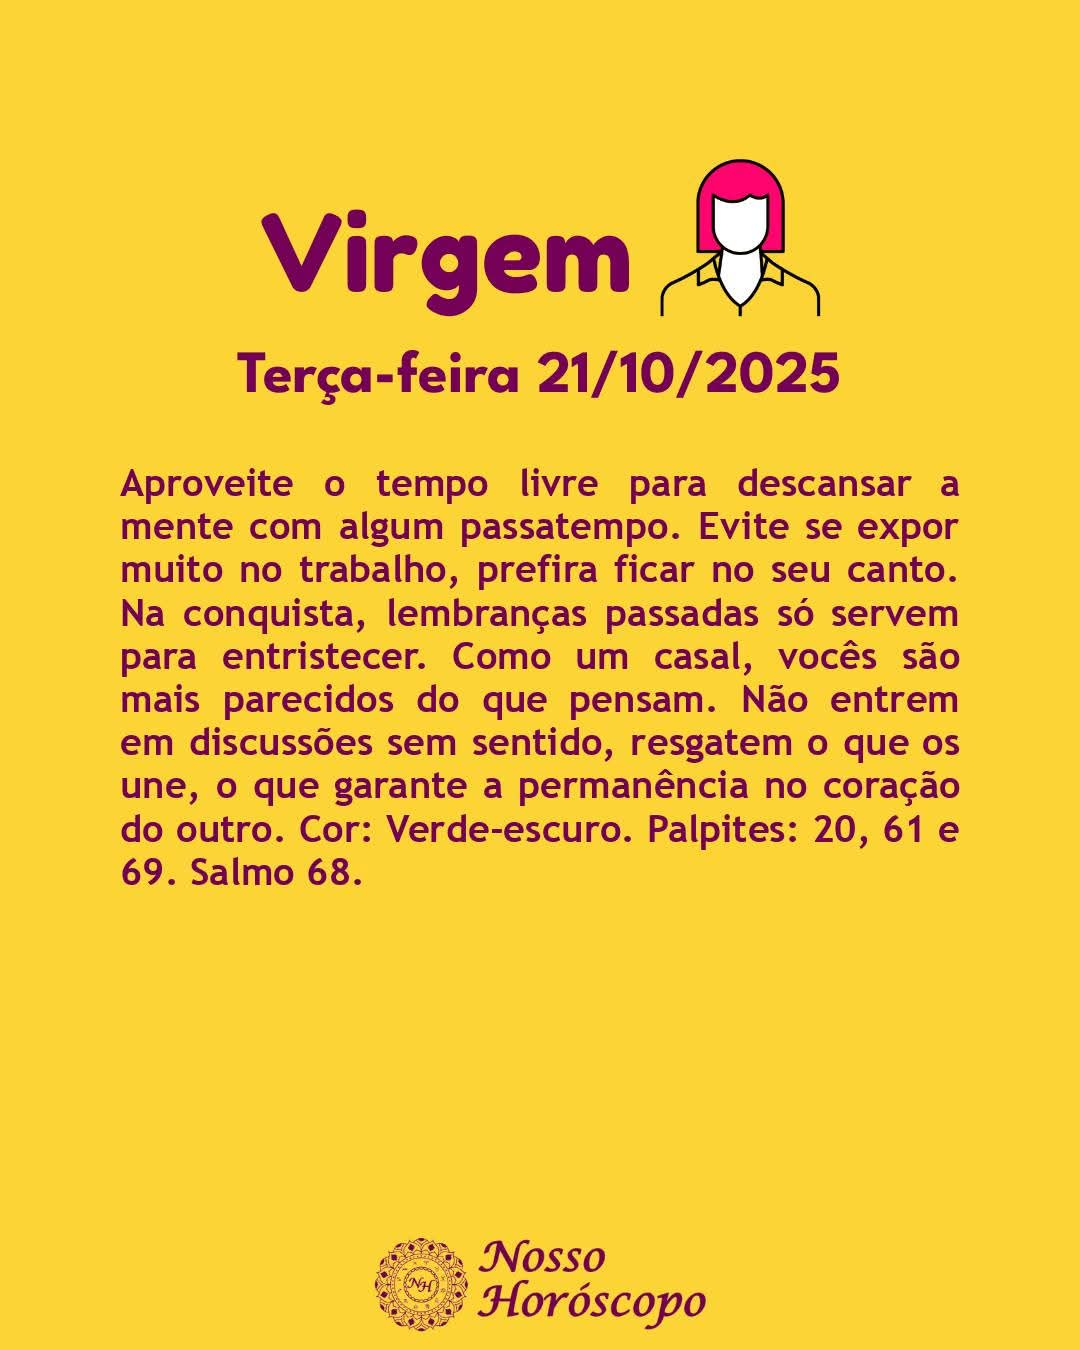 Virgem
Terça-feira 21/10/2025
Aproveite o tempo livre para descansar a
mente com algum passatempo. Evite se expor
muito no trabalho, prefira ficar no seu canto.
Na conquista, lembranças passadas só servem
para entristecer. Como um casal, vocês são
mais parecidos do que pensam. Não entrem
em discussões sem sentido, resgatem o que os
une, o que garante a permanência no coração
do outro. Cor: Verde-escuro. Palpites: 20, 61 e
69. Salmo 68.
NH
Nosso
Horóscopo